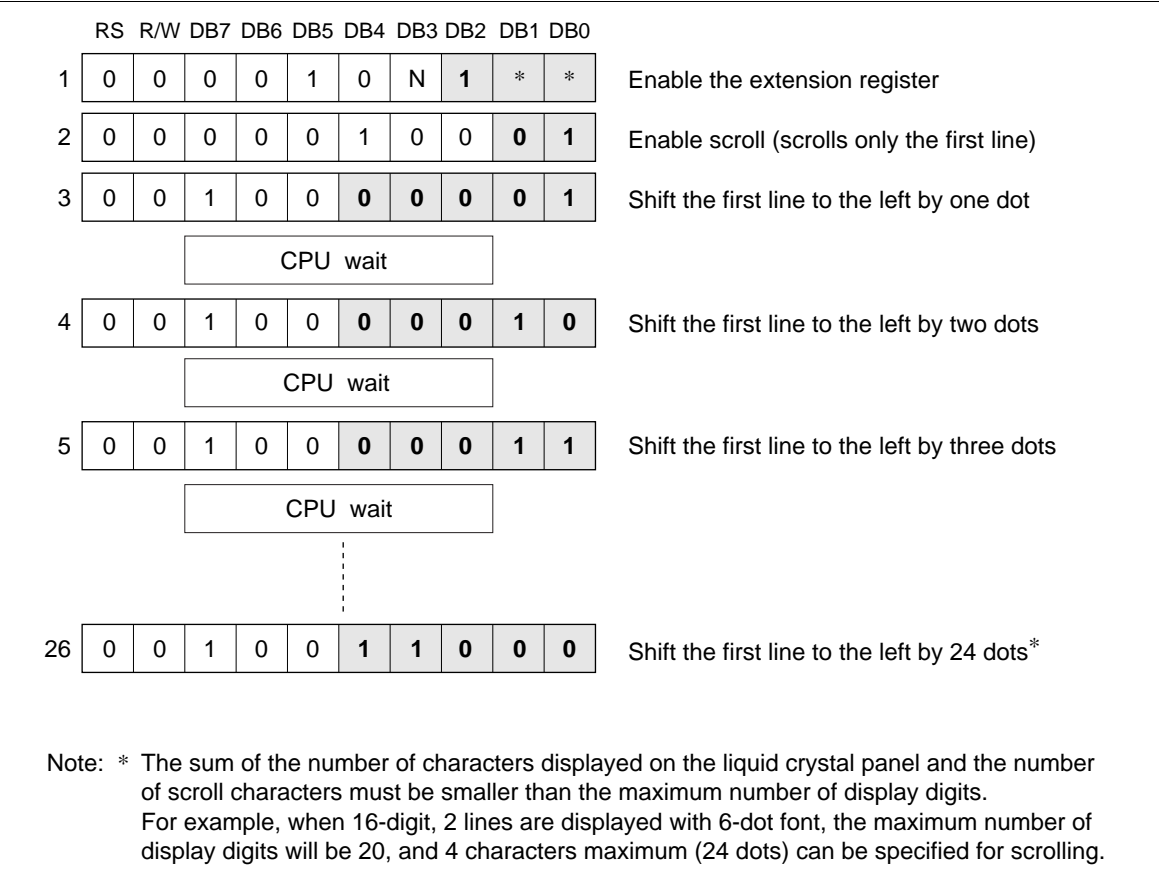 RS R/W DB7 DB6 DB5 DB4 DB3 DB2 DB1 DB0
1 0 0 0 0 1 0 N 1 * * Enable the extension register
2 0 0 0 0 0 1 0 0 0 1 Enable scroll (scrolls only the first line)
3 0 0 1 0 0 0 0 0 0 1 Shift the first line to the left by one dot
CPU wait
4 0 0 1 0 0 0 0 0 1 0 Shift the first line to the left by two dots
CPU wait
5 0 0 1 0 0 0 0 0 1 1 Shift the first line to the left by three dots
CPU wait
26 0 0 1 0 0 1 1 0 0 0 Shift the first line to the left by 24 dots*
Note: * The sum of the number of characters displayed on the liquid crystal panel and the number
of scroll characters must be smaller than the maximum number of display digits.
For example, when 16-digit, 2 lines are displayed with 6-dot font, the maximum number of
display digits will be 20, and 4 characters maximum (24 dots) can be specified for scrolling.